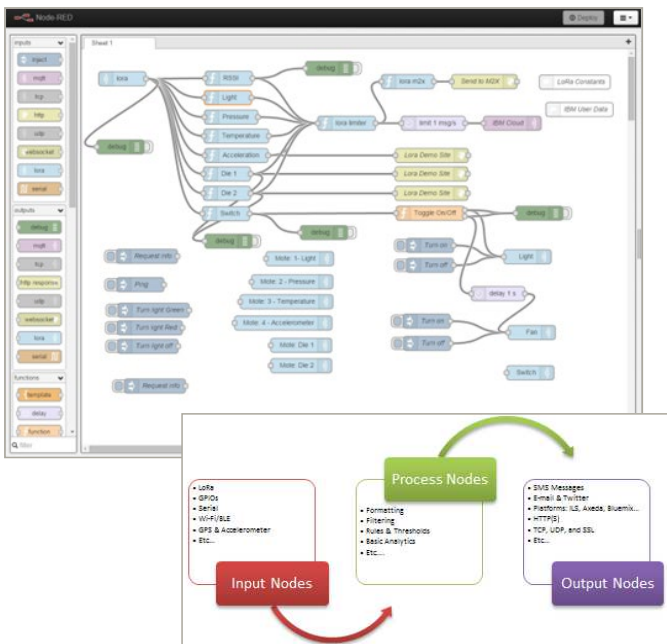 Node-RED
Deploy
inputs
inject
mqtt
tcp
http
udp
websocket
lora
serial
outputs
debug
mqtt
tcp
http response
udp
websocket
lora
serial
functions
template
delay
function
filter
Sheet 1
lora
debug
RSSI
Light
Pressure
Temperature
Acceleration
Die 1
Die 2
Switch
debug
debug
debug
lora limiter
lora m2x
Send to M2X
limit 1 msg/s
IBM Cloud
LoRa Constants
IBM User Data
Lora Demo Site
Lora Demo Site
Lora Demo Site
Toggle On/Off
debug
Request info
Ping
Turn light Green
Turn light Red
Turn light off
Request info
Mote: 1- Light
Mote: 2 - Pressure
Mote: 3 - Temperature
Mote: 4 - Accelerometer
Mote: Die 1
Mote: Die 2
Turn on
Turn off
Light
delay 1 s
Turn on
Turn off
Fan
Switch
• LoRa
• GPIOs
• Serial
• Wi-Fi/BLE
• GPS & Accelerometer
• Etc...
Input Nodes
Process Nodes
• Formatting
• Filtering
• Rules & Thresholds
• Basic Analytics
• Etc....
• SMS Messages
• E-mail & Twitter
• Platforms: ILS, Axeda, Bluemix...
• HTTP(S)
• TCP, UDP, and SSL
• Etc...
Output Nodes